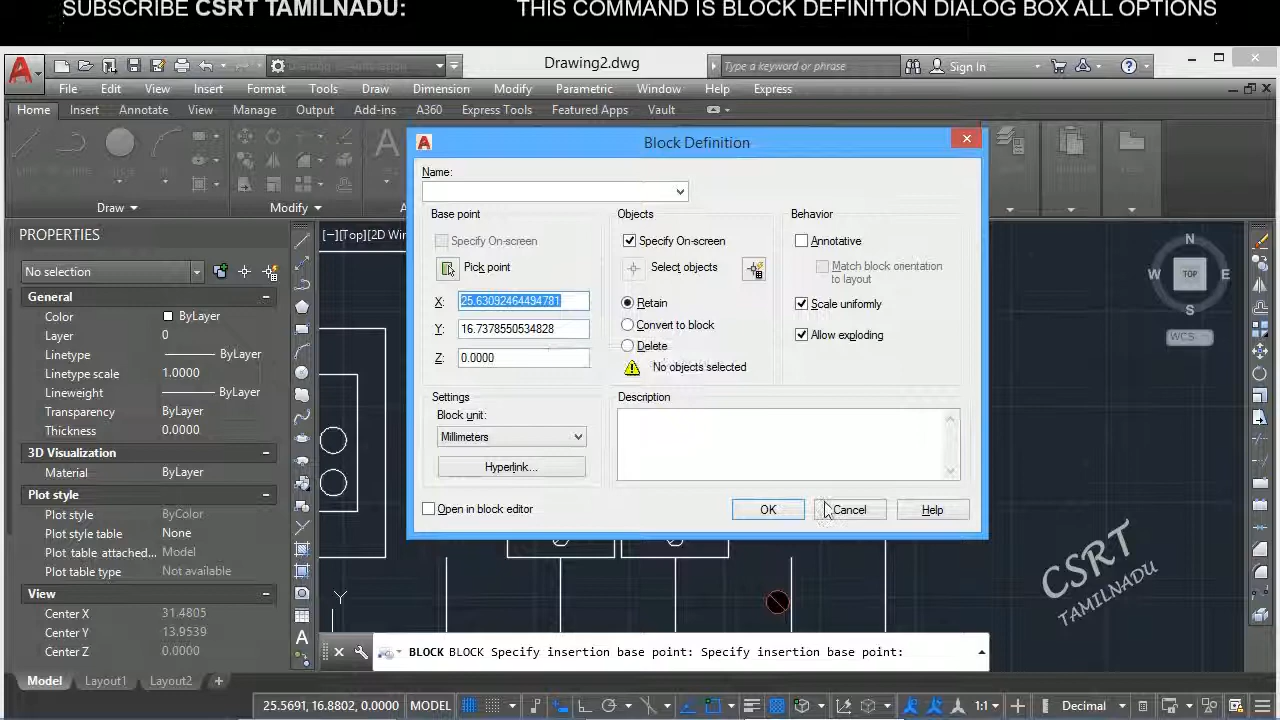 SUBSCRIBE CSRT TAMILNADU: THIS COMMAND IS BLOCK DEFINITION DIALOG BOX ALL OPTIONS
Drawing2.dwg Type a keyword or phrase Sign In
File Edit View Insert Format Tools Draw Dimension Modify Parametric Window Help Express
Home Insert Annotate View Manage Output Add-ins A360 Express Tools Featured Apps Vault
Block Definition
Name:
Draw Modify
Base point Objects Behavior
PROPERTIES
[−][Top][2D Wir
Specify On-screen Specify On-screen Annotative
N
Pick point Select objects Match block orientation
to layout
No selection
W TOP E
General
X: 25.63092464494781 Retain Scale uniformly
S
Color ByLayer
Y: 16.7378550534828 Convert to block Allow exploding
Layer 0
WCS
Linetype ByLayer
Z: 0.0000 Delete
Linetype scale 1.0000
No objects selected
Lineweight ByLayer
Settings Description
Transparency ByLayer
Block unit:
Thickness 0.0000
Millimeters
3D Visualization
Hyperlink...
Material ByLayer
Plot style
Open in block editor OK Cancel Help
Plot style ByColor
Plot style table None
Plot table attached... Model
Plot table type Not available
CSRT
TAMILNADU
View
Y
Center X 31.4805
Center Y 13.9539
Center Z 0.0000
BLOCK BLOCK Specify insertion base point: Specify insertion base point:
Model Layout1 Layout2 +
25.5691, 16.8802, 0.0000 MODEL 1:1 Decimal